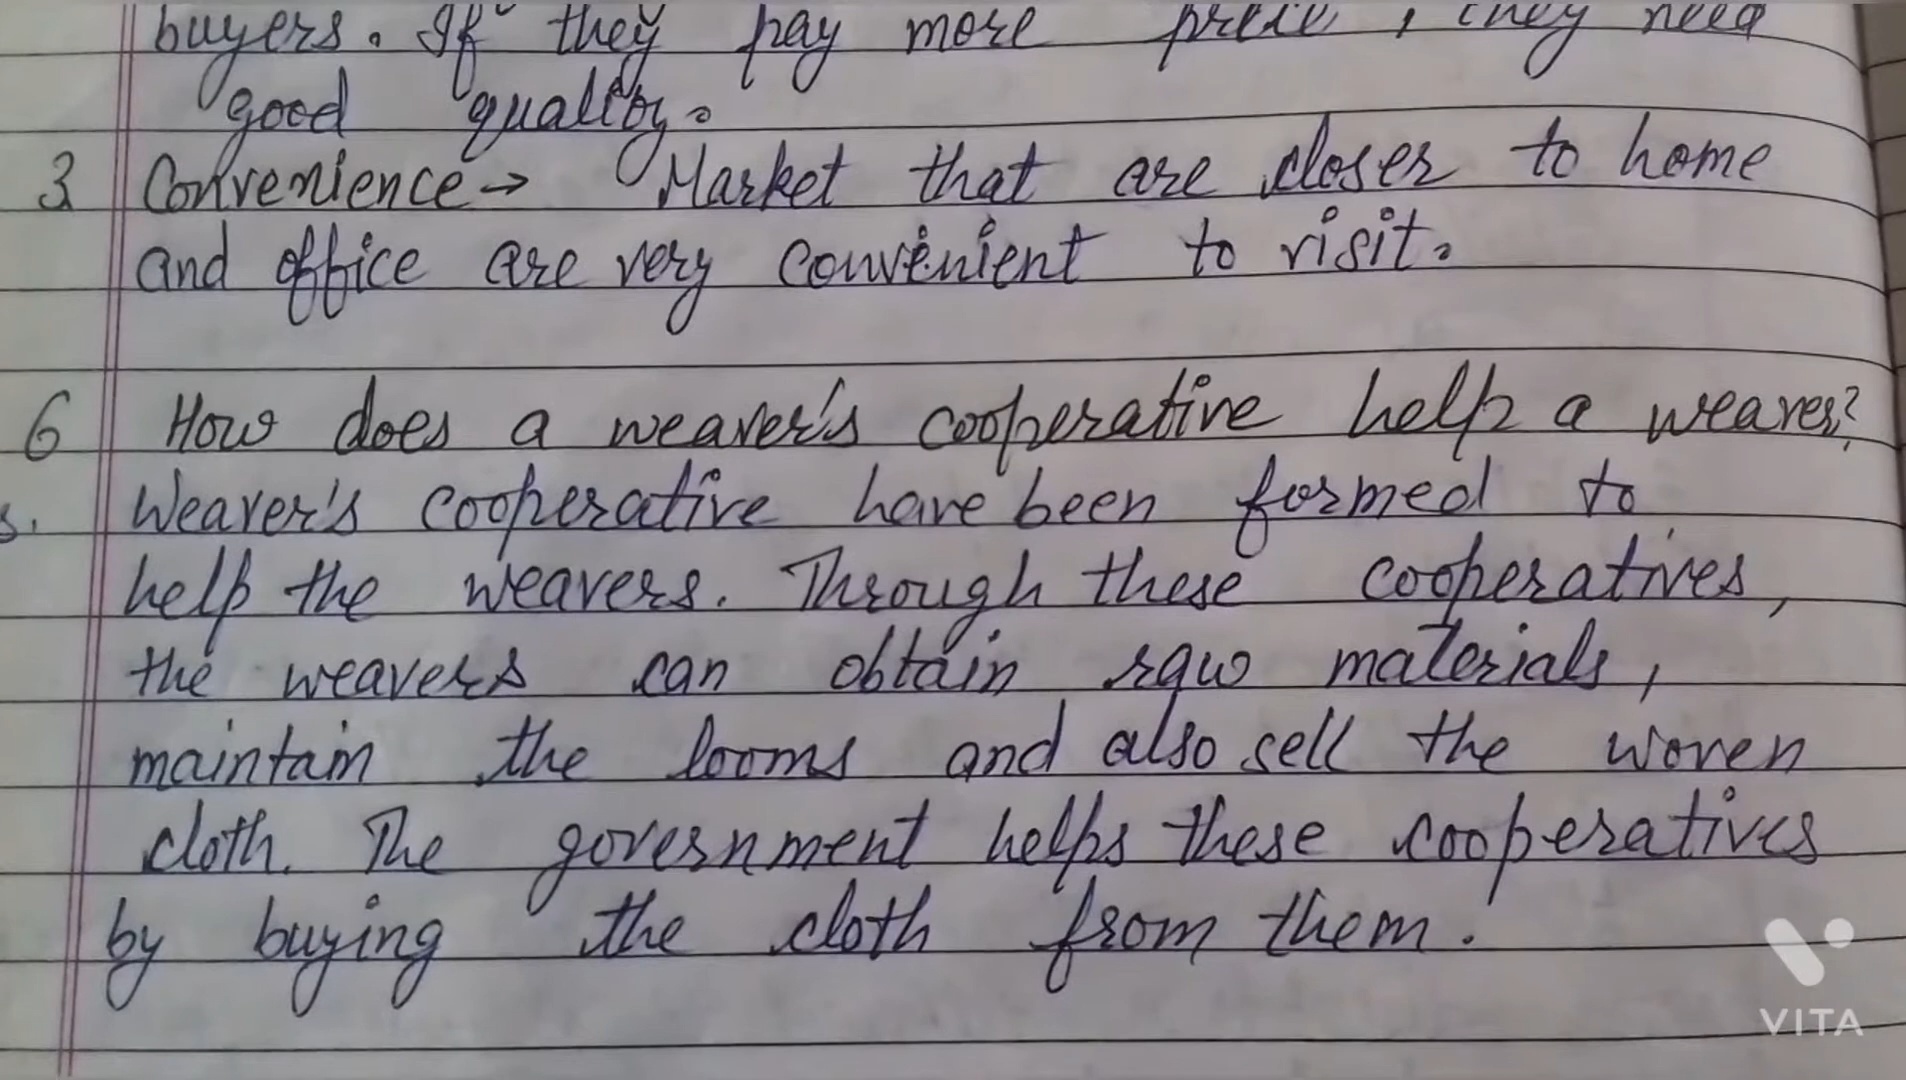 buyers. If they pay more price, they need
good quality.
3 Convenience → Market that are closer to home
and office are very convenient to visit.
6 How does a weaver's cooperative help a weaver?
s. Weaver's cooperative have been formed to
help the weavers. Through these cooperatives,
the weavers can obtain raw materials,
maintain the looms and also sell the woven
cloth. The government helps these cooperatives
by buying the cloth from them.
VITA